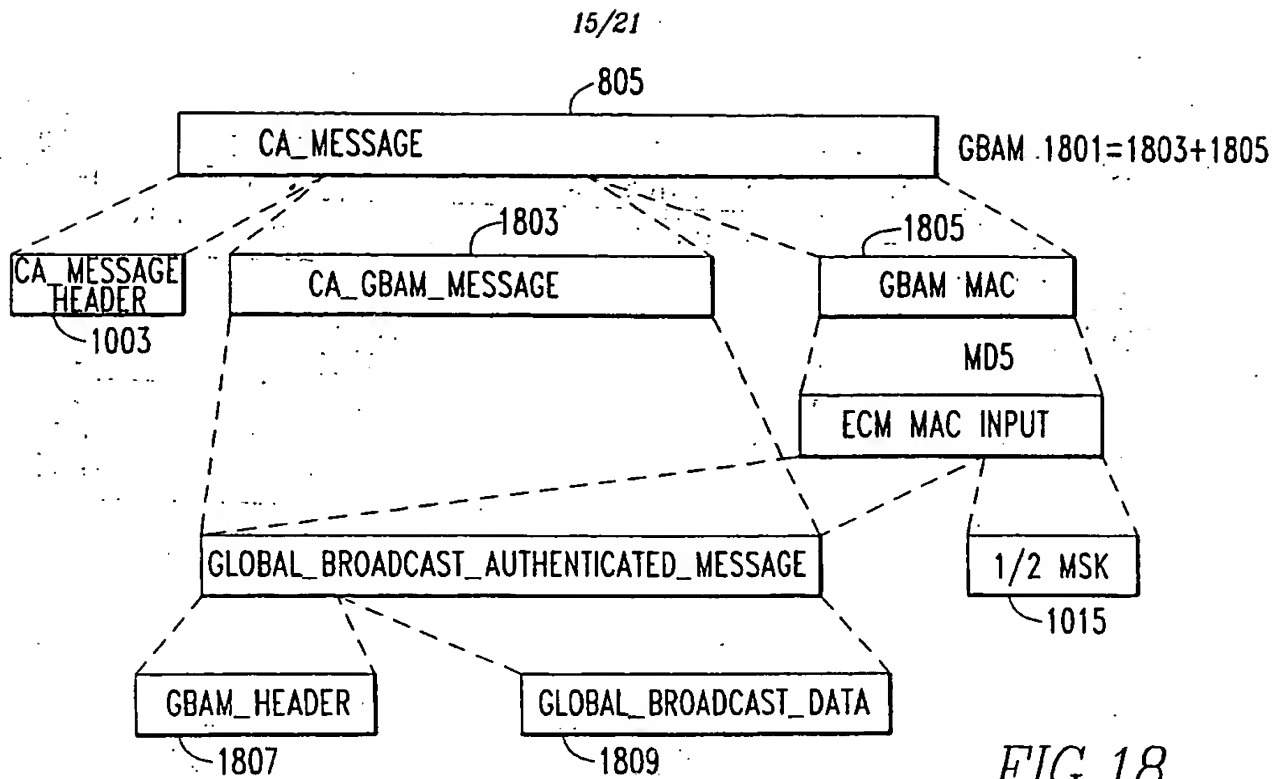 15/21
805
CA_MESSAGE
GBAM 1801=1803+1805
1803
1805
CA_MESSAGE
HEADER
CA_GBAM_MESSAGE
GBAM MAC
1003
MD5
ECM MAC INPUT
GLOBAL_BROADCAST_AUTHENTICATED_MESSAGE
1/2 MSK
1015
GBAM_HEADER
GLOBAL_BROADCAST_DATA
1807
1809
FIG. 18